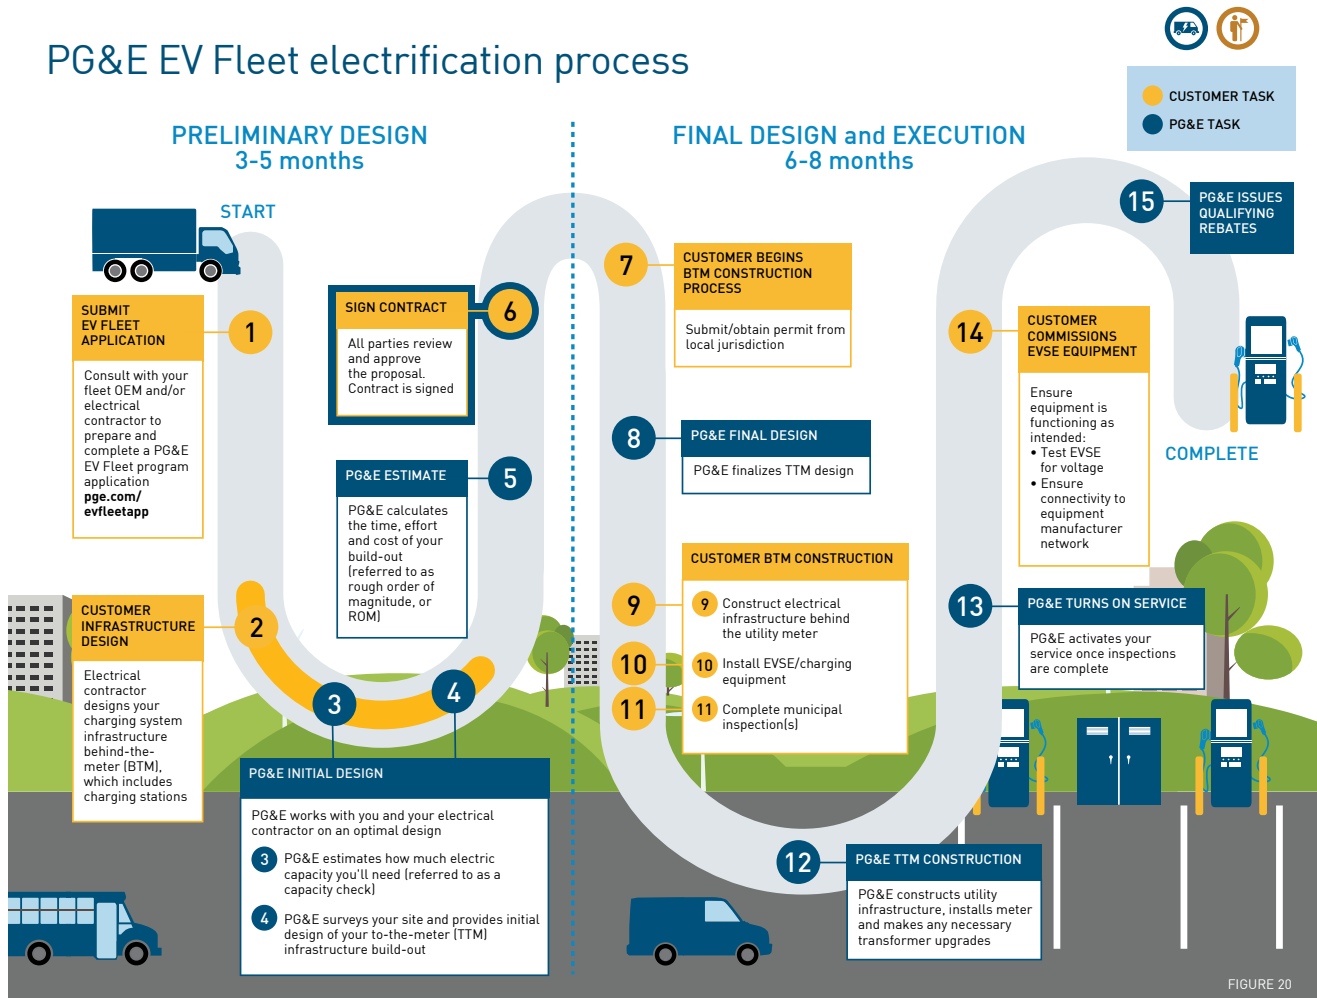 PG&E EV Fleet electrification process
CUSTOMER TASK
PG&E TASK
PRELIMINARY DESIGN
3-5 months
FINAL DESIGN and EXECUTION
6-8 months
START
1
SUBMIT
EV FLEET
APPLICATION
Consult with your
fleet OEM and/or
electrical
contractor to
prepare and
complete a PG&E
EV Fleet program
application
pge.com/
evfleetapp
2
CUSTOMER
INFRASTRUCTURE
DESIGN
Electrical
contractor
designs your
charging system
infrastructure
behind-the-
meter (BTM),
which includes
charging stations
3
4
PG&E INITIAL DESIGN
PG&E works with you and your electrical
contractor on an optimal design
3 PG&E estimates how much electric
capacity you'll need (referred to as a
capacity check)
4 PG&E surveys your site and provides initial
design of your to-the-meter (TTM)
infrastructure build-out
5
PG&E ESTIMATE
PG&E calculates
the time, effort
and cost of your
build-out
(referred to as
rough order of
magnitude, or
ROM)
6
SIGN CONTRACT
All parties review
and approve
the proposal.
Contract is signed
7
CUSTOMER BEGINS
BTM CONSTRUCTION
PROCESS
Submit/obtain permit from
local jurisdiction
8
PG&E FINAL DESIGN
PG&E finalizes TTM design
9
10
11
CUSTOMER BTM CONSTRUCTION
9 Construct electrical
infrastructure behind
the utility meter
10 Install EVSE/charging
equipment
11 Complete municipal
inspection(s)
12
PG&E TTM CONSTRUCTION
PG&E constructs utility
infrastructure, installs meter
and makes any necessary
transformer upgrades
13
PG&E TURNS ON SERVICE
PG&E activates your
service once inspections
are complete
14
CUSTOMER
COMMISSIONS
EVSE EQUIPMENT
Ensure
equipment is
functioning as
intended:
• Test EVSE
for voltage
• Ensure
connectivity to
equipment
manufacturer
network
15
PG&E ISSUES
QUALIFYING
REBATES
COMPLETE
FIGURE 20